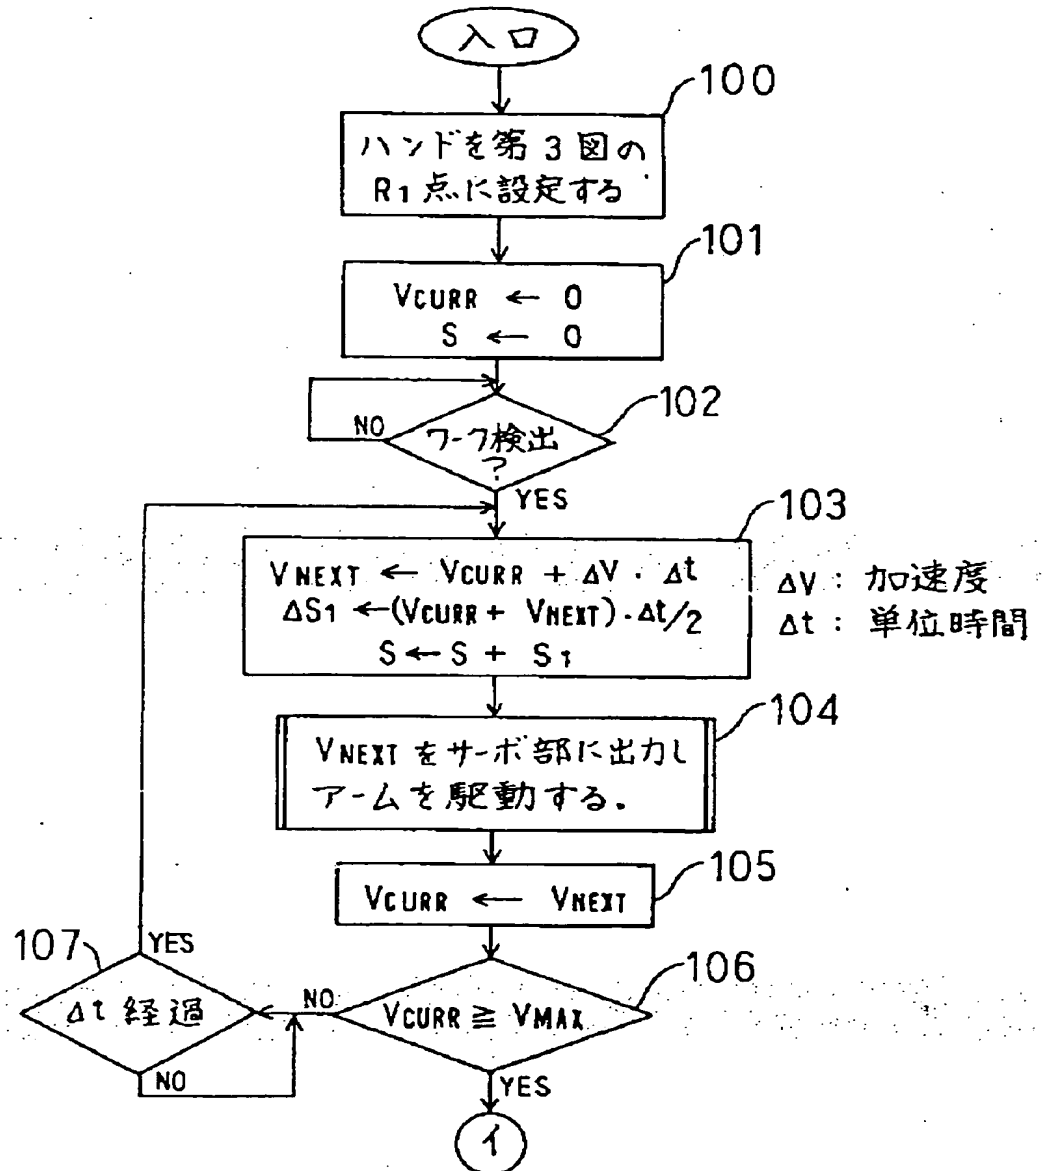 入口
100
ハンドを第3図の
R1点に設定する
101
VCURR ← 0
S ← 0
102
ワーク検出
?
NO
YES
103
VNEXT ← VCURR + ΔV・Δt
ΔS1 ←(VCURR + VNEXT)・Δt/2
S ← S + S1
ΔV: 加速度
Δt: 単位時間
104
VNEXTをサーボ部に出力し
アームを駆動する.
105
VCURR ← VNEXT
106
VCURR ≧ VMAX
NO
YES
107
Δt 経過
YES
NO
イ